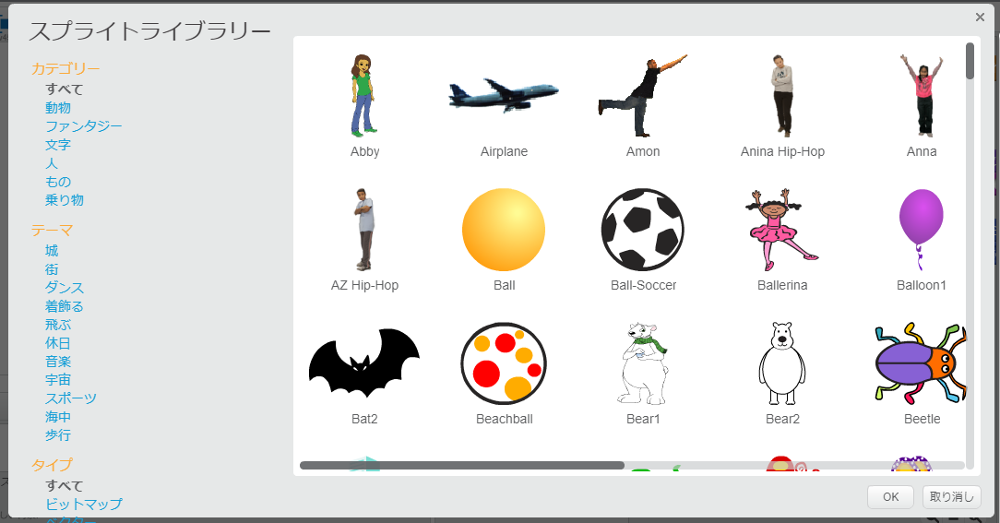 スプライトライブラリー
カテゴリー
すべて
動物
ファンタジー
文字
人
もの
乗り物
テーマ
城
街
ダンス
着飾る
飛ぶ
休日
音楽
宇宙
スポーツ
海中
歩行
タイプ
すべて
ビットマップ
ベクター
Abby
Airplane
Amon
Anina Hip-Hop
Anna
AZ Hip-Hop
Ball
Ball-Soccer
Ballerina
Balloon1
Bat2
Beachball
Bear1
Bear2
Beetle
OK
取り消し